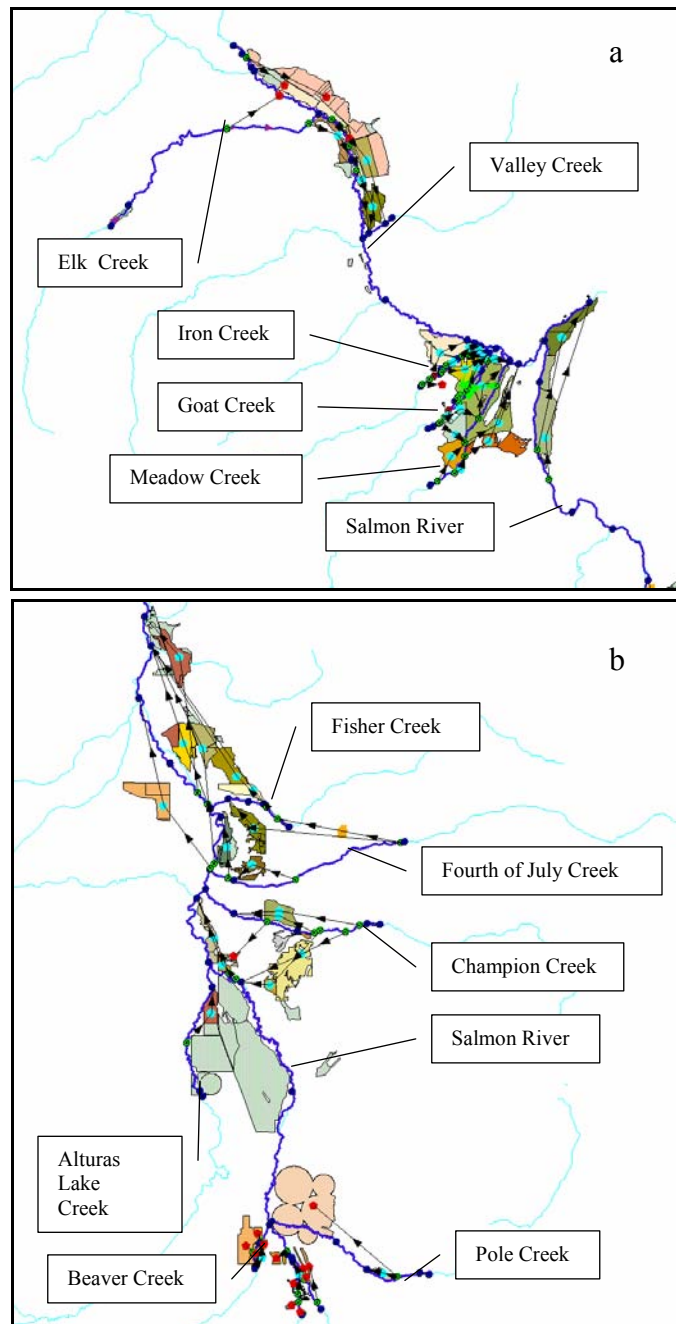 a
Valley Creek
Elk Creek
Iron Creek
Goat Creek
Meadow Creek
Salmon River
b
Fisher Creek
Fourth of July Creek
Champion Creek
Salmon River
Alturas
Lake
Creek
Beaver Creek
Pole Creek